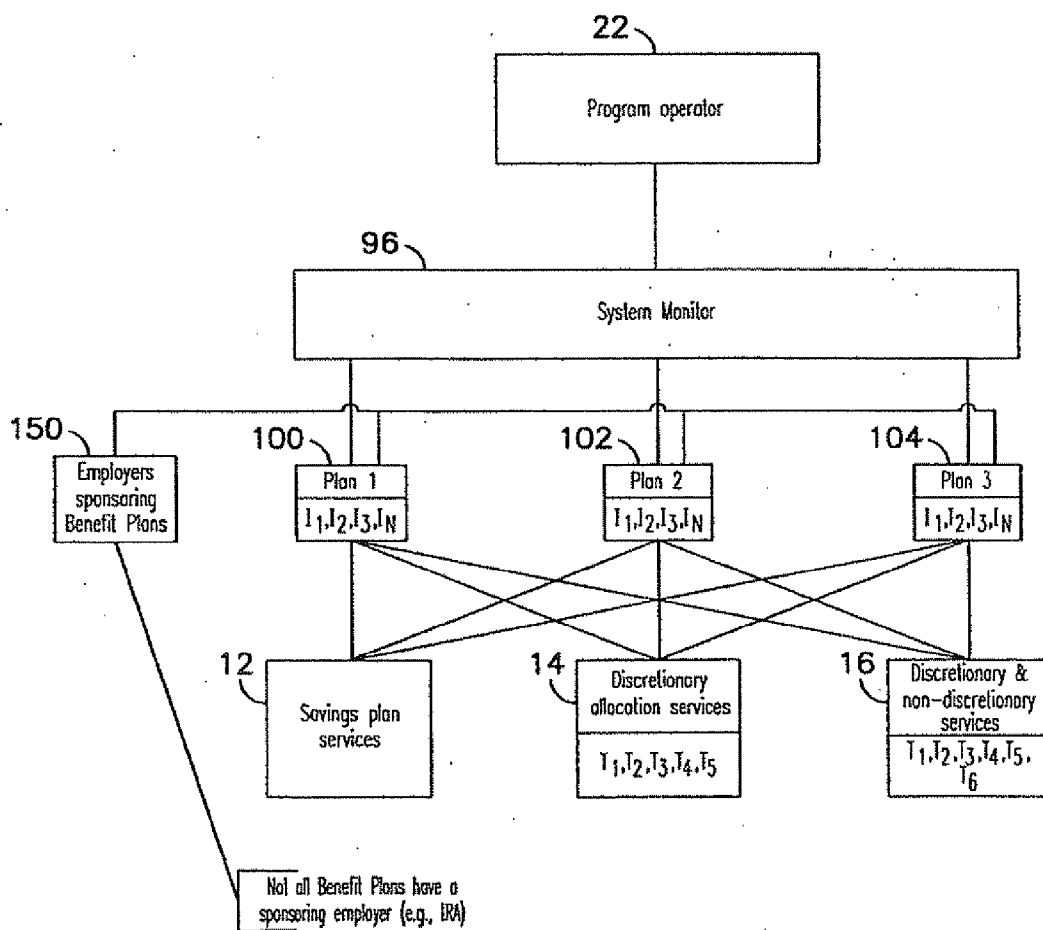 22
Program operator
96
System Monitor
150
Employers
sponsoring
Benefit Plans
100
Plan 1
I₁,I₂,I₃,I_N
102
Plan 2
I₁,I₂,I₃,I_N
104
Plan 3
I₁,I₂,I₃,I_N
12
Savings plan
services
14
Discretionary
allocation services
T₁,T₂,T₃,T₄,T₅
16
Discretionary &
non-discretionary
services
T₁,T₂,T₃,T₄,T₅,
T₆
Not all Benefit Plans have a
sponsoring employer (e.g., IRA)